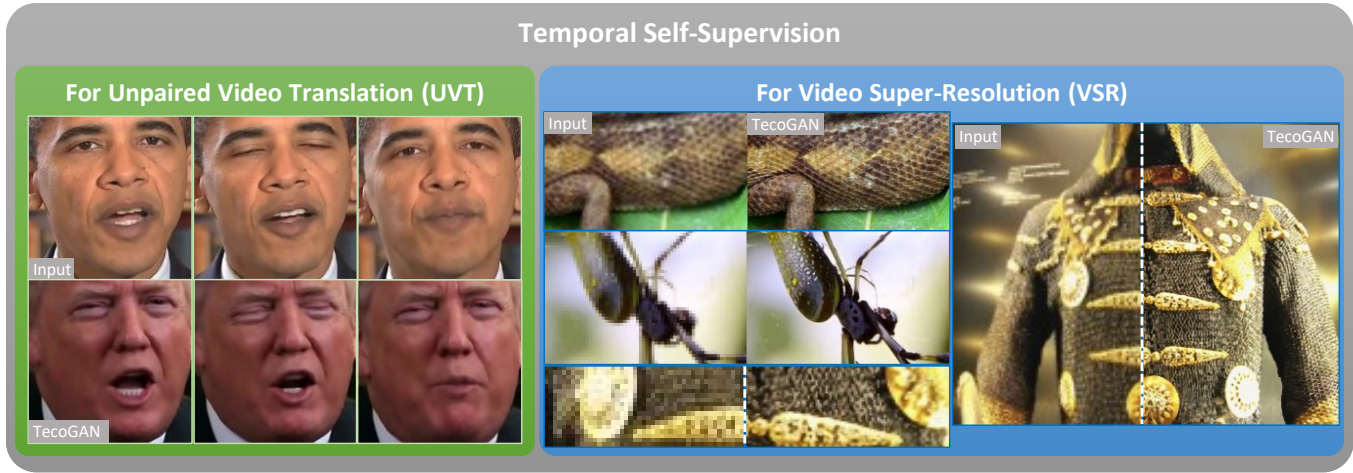 Temporal Self-Supervision
For Unpaired Video Translation (UVT)
Input
TecoGAN
For Video Super-Resolution (VSR)
Input
TecoGAN
Input
TecoGAN